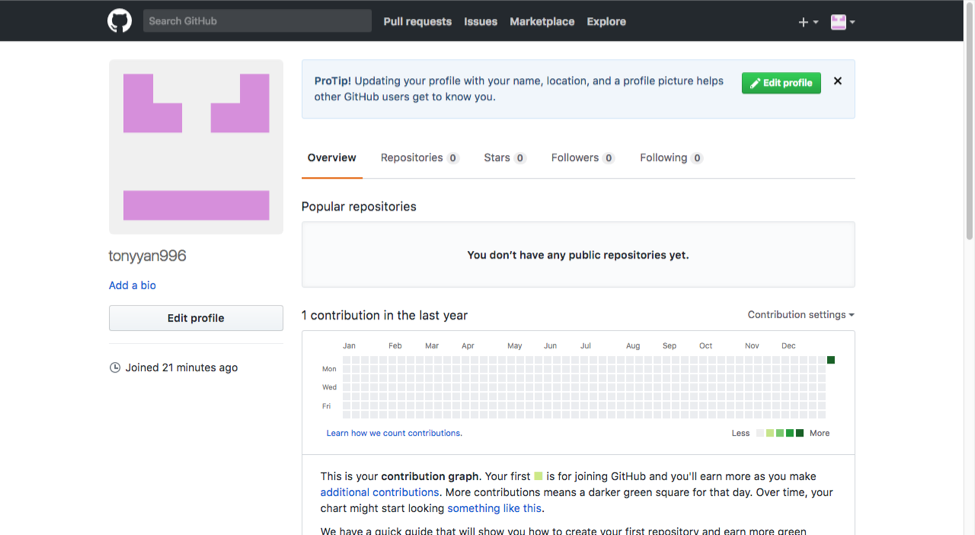 Search GitHub
Pull requests Issues Marketplace Explore
ProTip! Updating your profile with your name, location, and a profile picture helps
other GitHub users get to know you.
Edit profile
Overview Repositories 0 Stars 0 Followers 0 Following 0
Popular repositories
You don't have any public repositories yet.
tonyyan996
Add a bio
Edit profile
Joined 21 minutes ago
1 contribution in the last year
Contribution settings
Jan Feb Mar Apr May Jun Jul Aug Sep Oct Nov Dec
Mon
Wed
Fri
Learn how we count contributions.
Less More
This is your contribution graph. Your first is for joining GitHub and you'll earn more as you make
additional contributions. More contributions means a darker green square for that day. Over time, your
chart might start looking something like this.
We have a quick guide that will show you how to create your first repository and earn more green